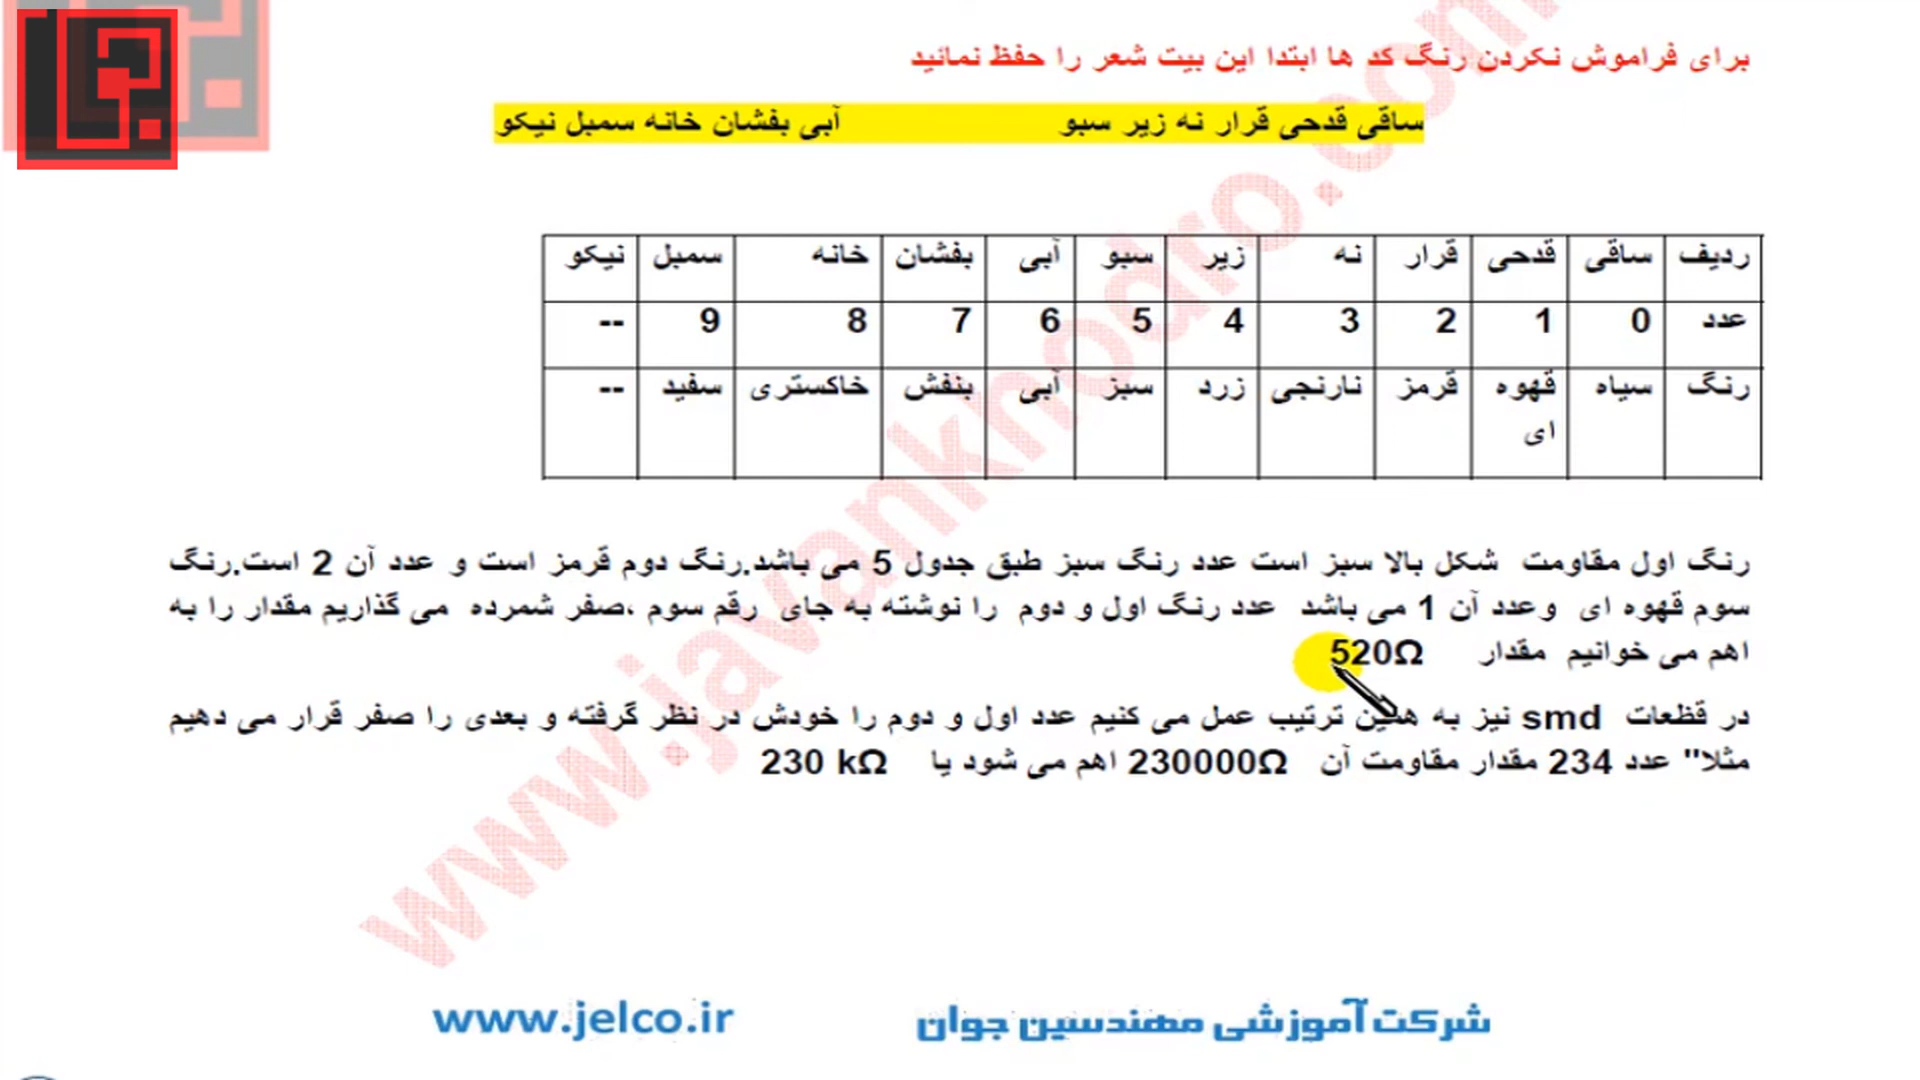 برای فراموش نکردن رنگ کد ها ابتدا این بیت شعر را حفظ نمائید
ساقی قدحی قرار نه زیر سبو آبی بفشان خانه سمبل نیکو
ردیف ساقی قدحی قرار نه زیر سبو آبی بفشان خانه سمبل نیکو
عدد 0 1 2 3 4 5 6 7 8 9 --
رنگ سیاه قهوه ای قرمز نارنجی زرد سبز آبی بنفش خاکستری سفید --
رنگ اول مقاومت شکل بالا سبز است عدد رنگ سبز طبق جدول 5 می باشد.رنگ دوم قرمز است و عدد آن 2 است.رنگ
سوم قهوه ای وعدد آن 1 می باشد عدد رنگ اول و دوم را نوشته به جای رقم سوم ،صفر شمرده می گذاریم مقدار را به
اهم می خوانیم مقدار 520Ω
در قظعات smd نیز به همین ترتیب عمل می کنیم عدد اول و دوم را خودش در نظر گرفته و بعدی را صفر قرار می دهیم
مثلا" عدد 234 مقدار مقاومت آن 230000Ω اهم می شود یا 230 kΩ
www.javankhodro.com
شرکت آموزشی مهندسین جوان www.jelco.ir